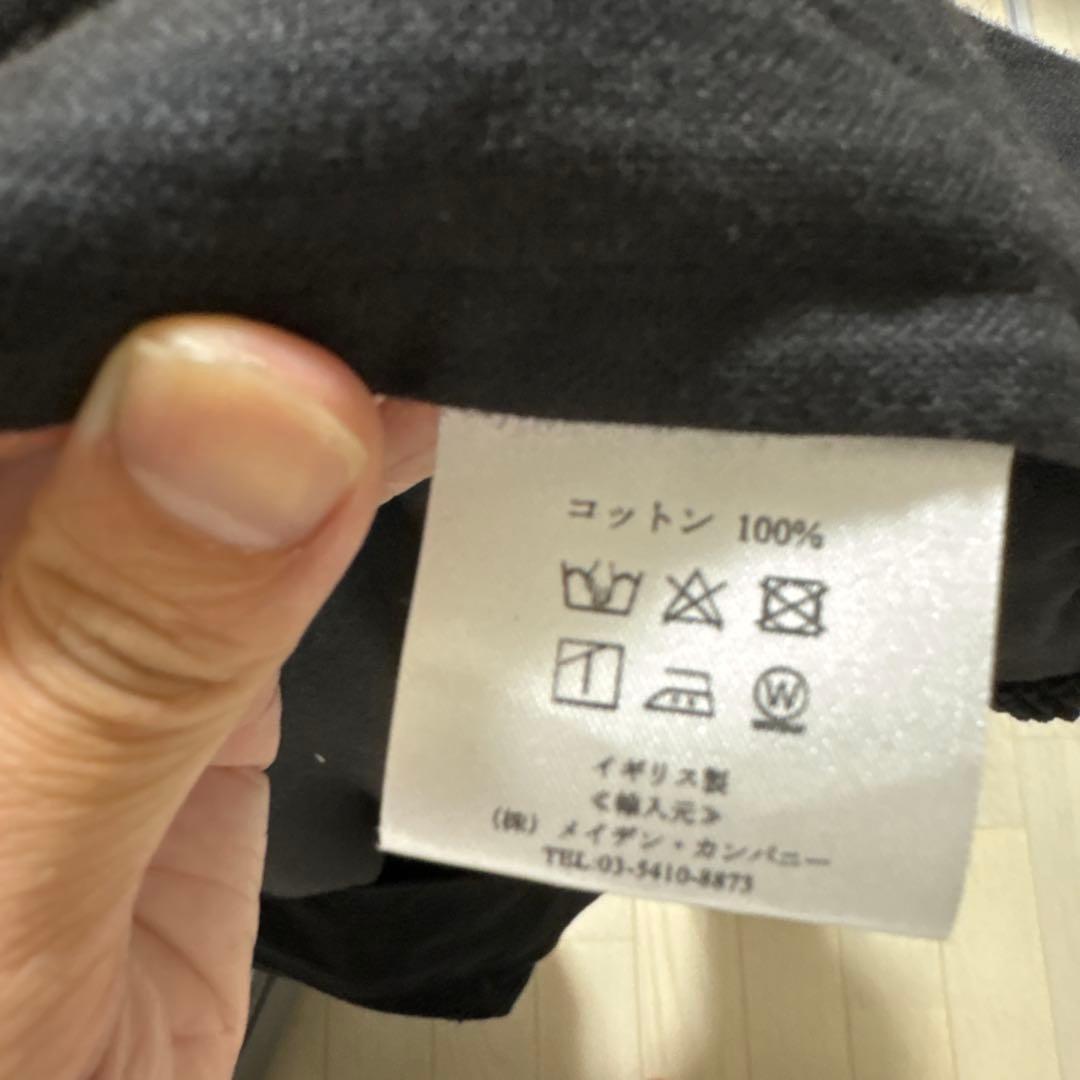 コットン 100%
W
イギリス製
≪輸入元≫
(株) メイデン・カンパニー
TEL:03-5410-8873